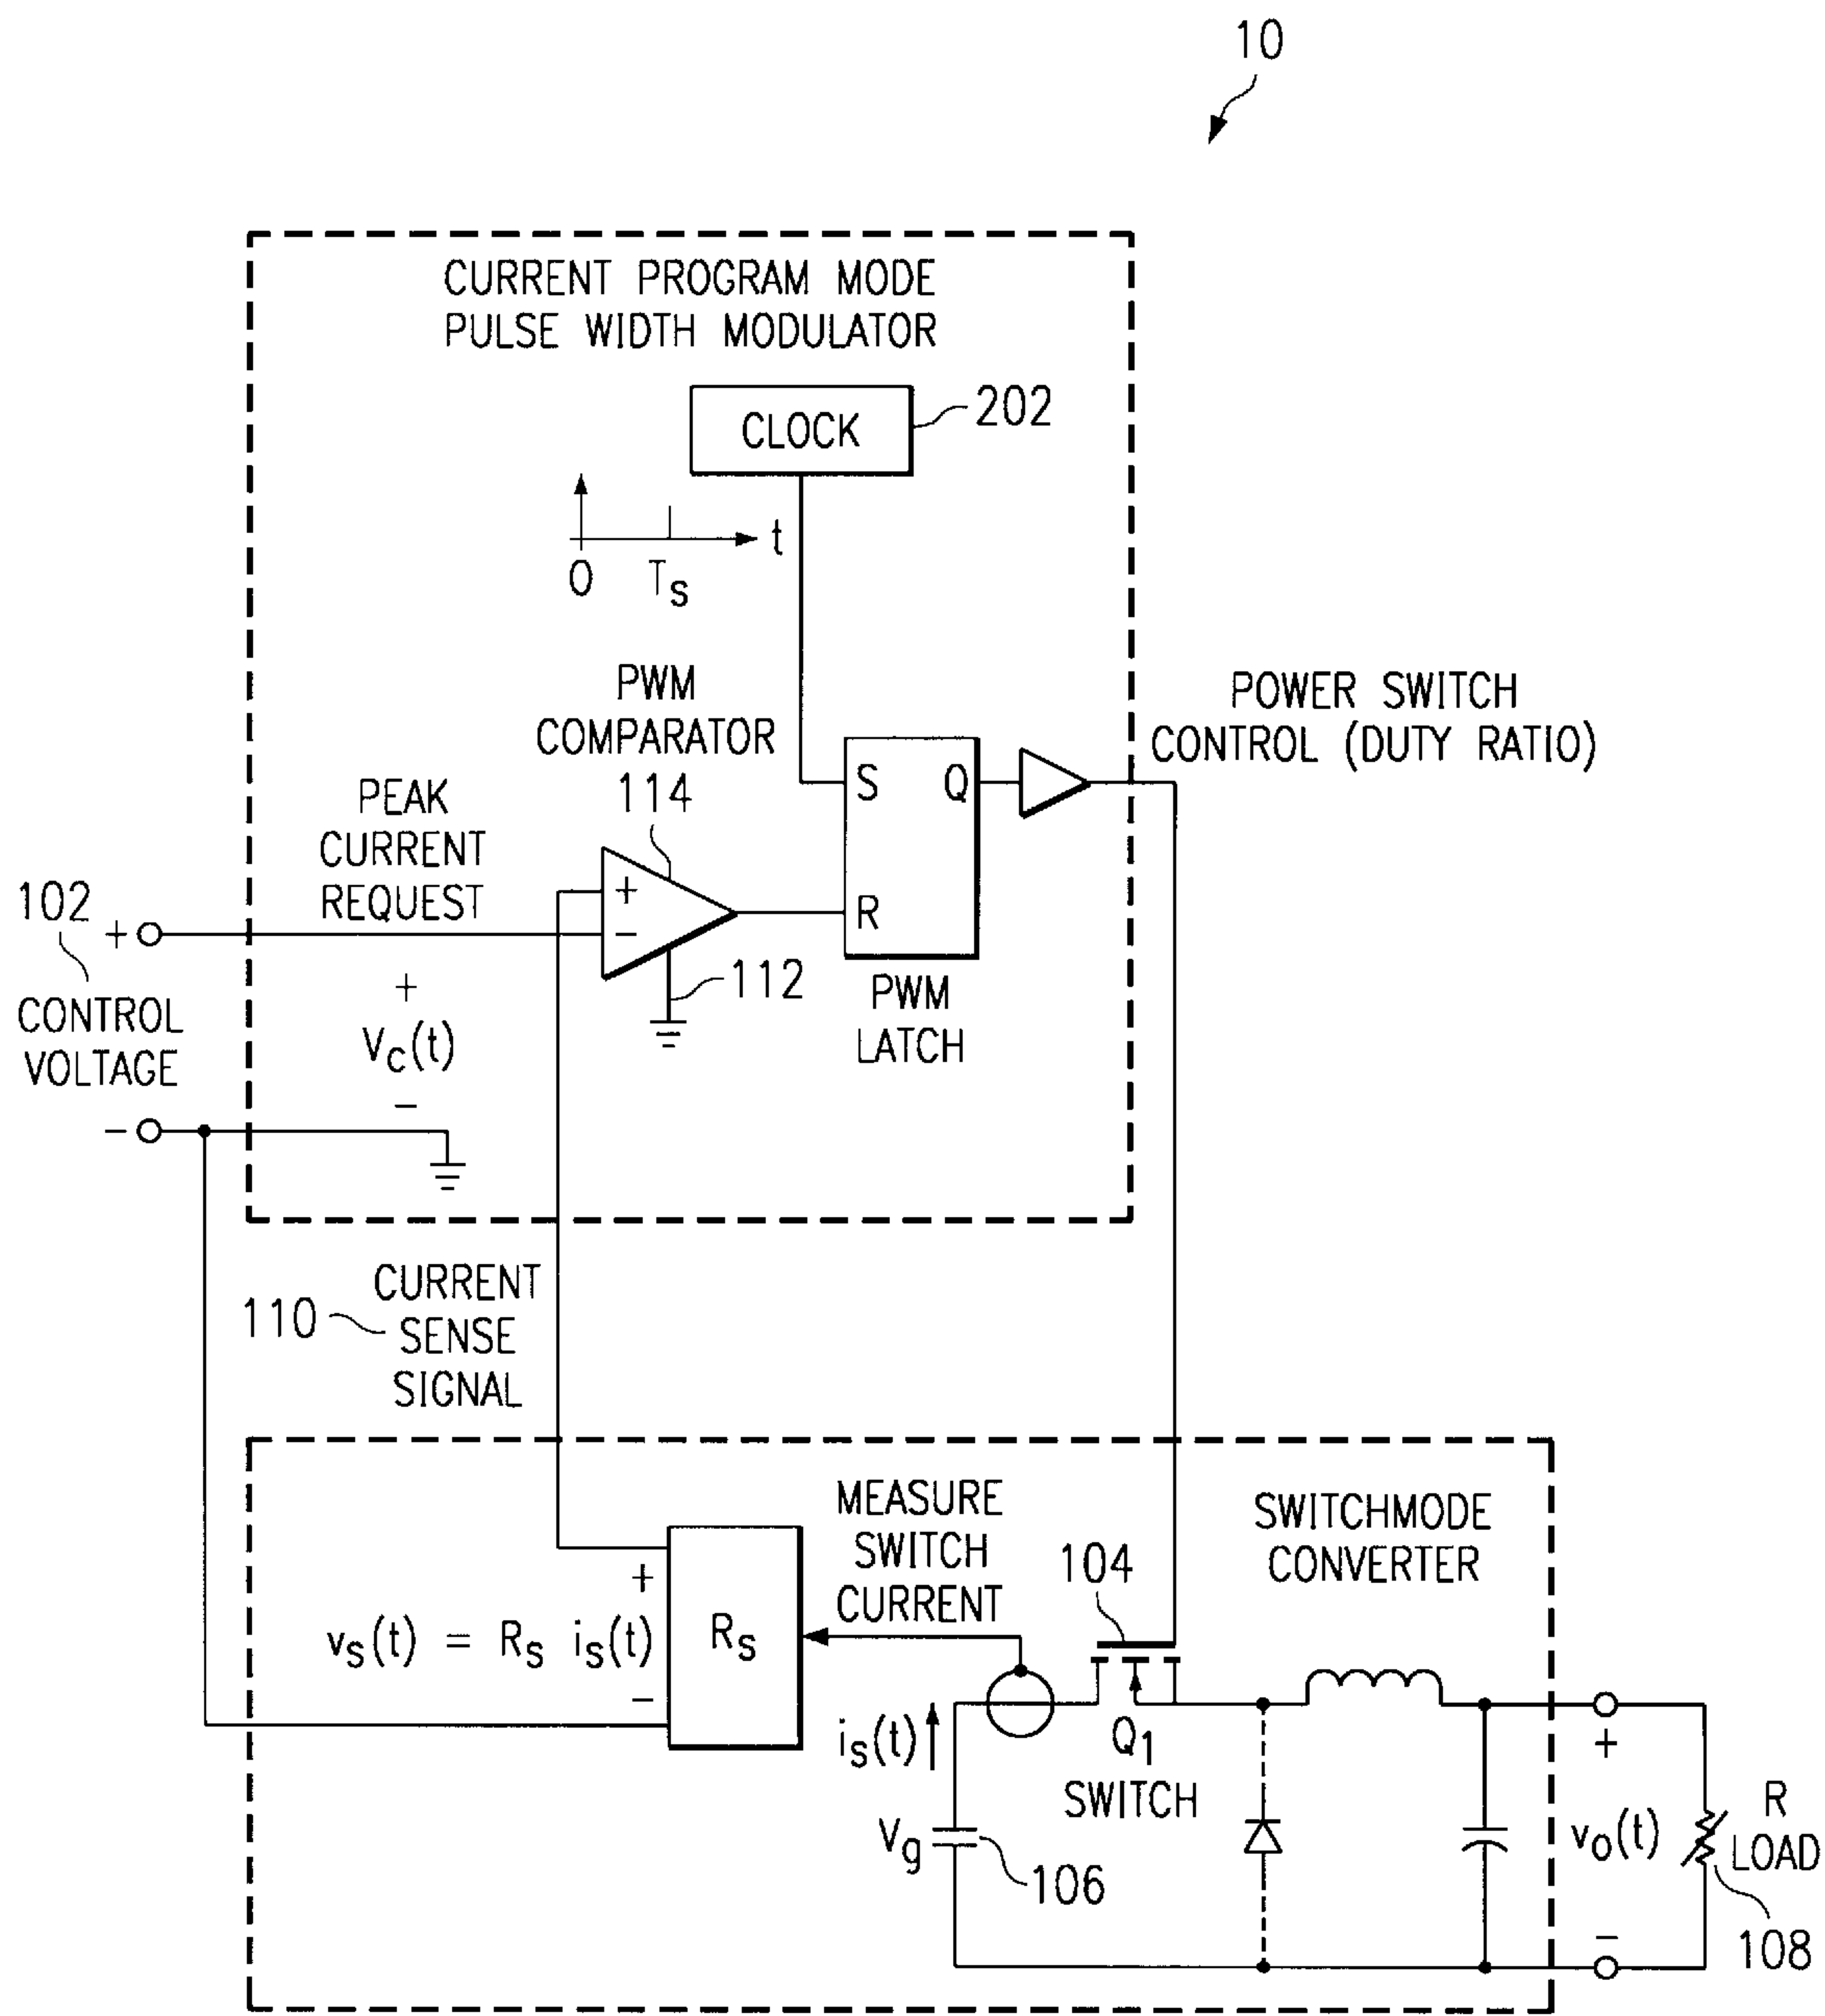 10
CURRENT PROGRAM MODE
PULSE WIDTH MODULATOR
CLOCK
202
t
0
Ts
PWM
COMPARATOR
114
POWER SWITCH
CONTROL (DUTY RATIO)
S
Q
PEAK
CURRENT
REQUEST
+
R
102
+
−
112
PWM
LATCH
CONTROL
VOLTAGE
+
Vc(t)
−
−
CURRENT
SENSE
SIGNAL
110
MEASURE
SWITCH
CURRENT
SWITCHMODE
CONVERTER
104
+
vs(t) = Rs is(t)
−
Rs
is(t)
Q1
SWITCH
+
Vg
106
vo(t)
R
LOAD
−
108